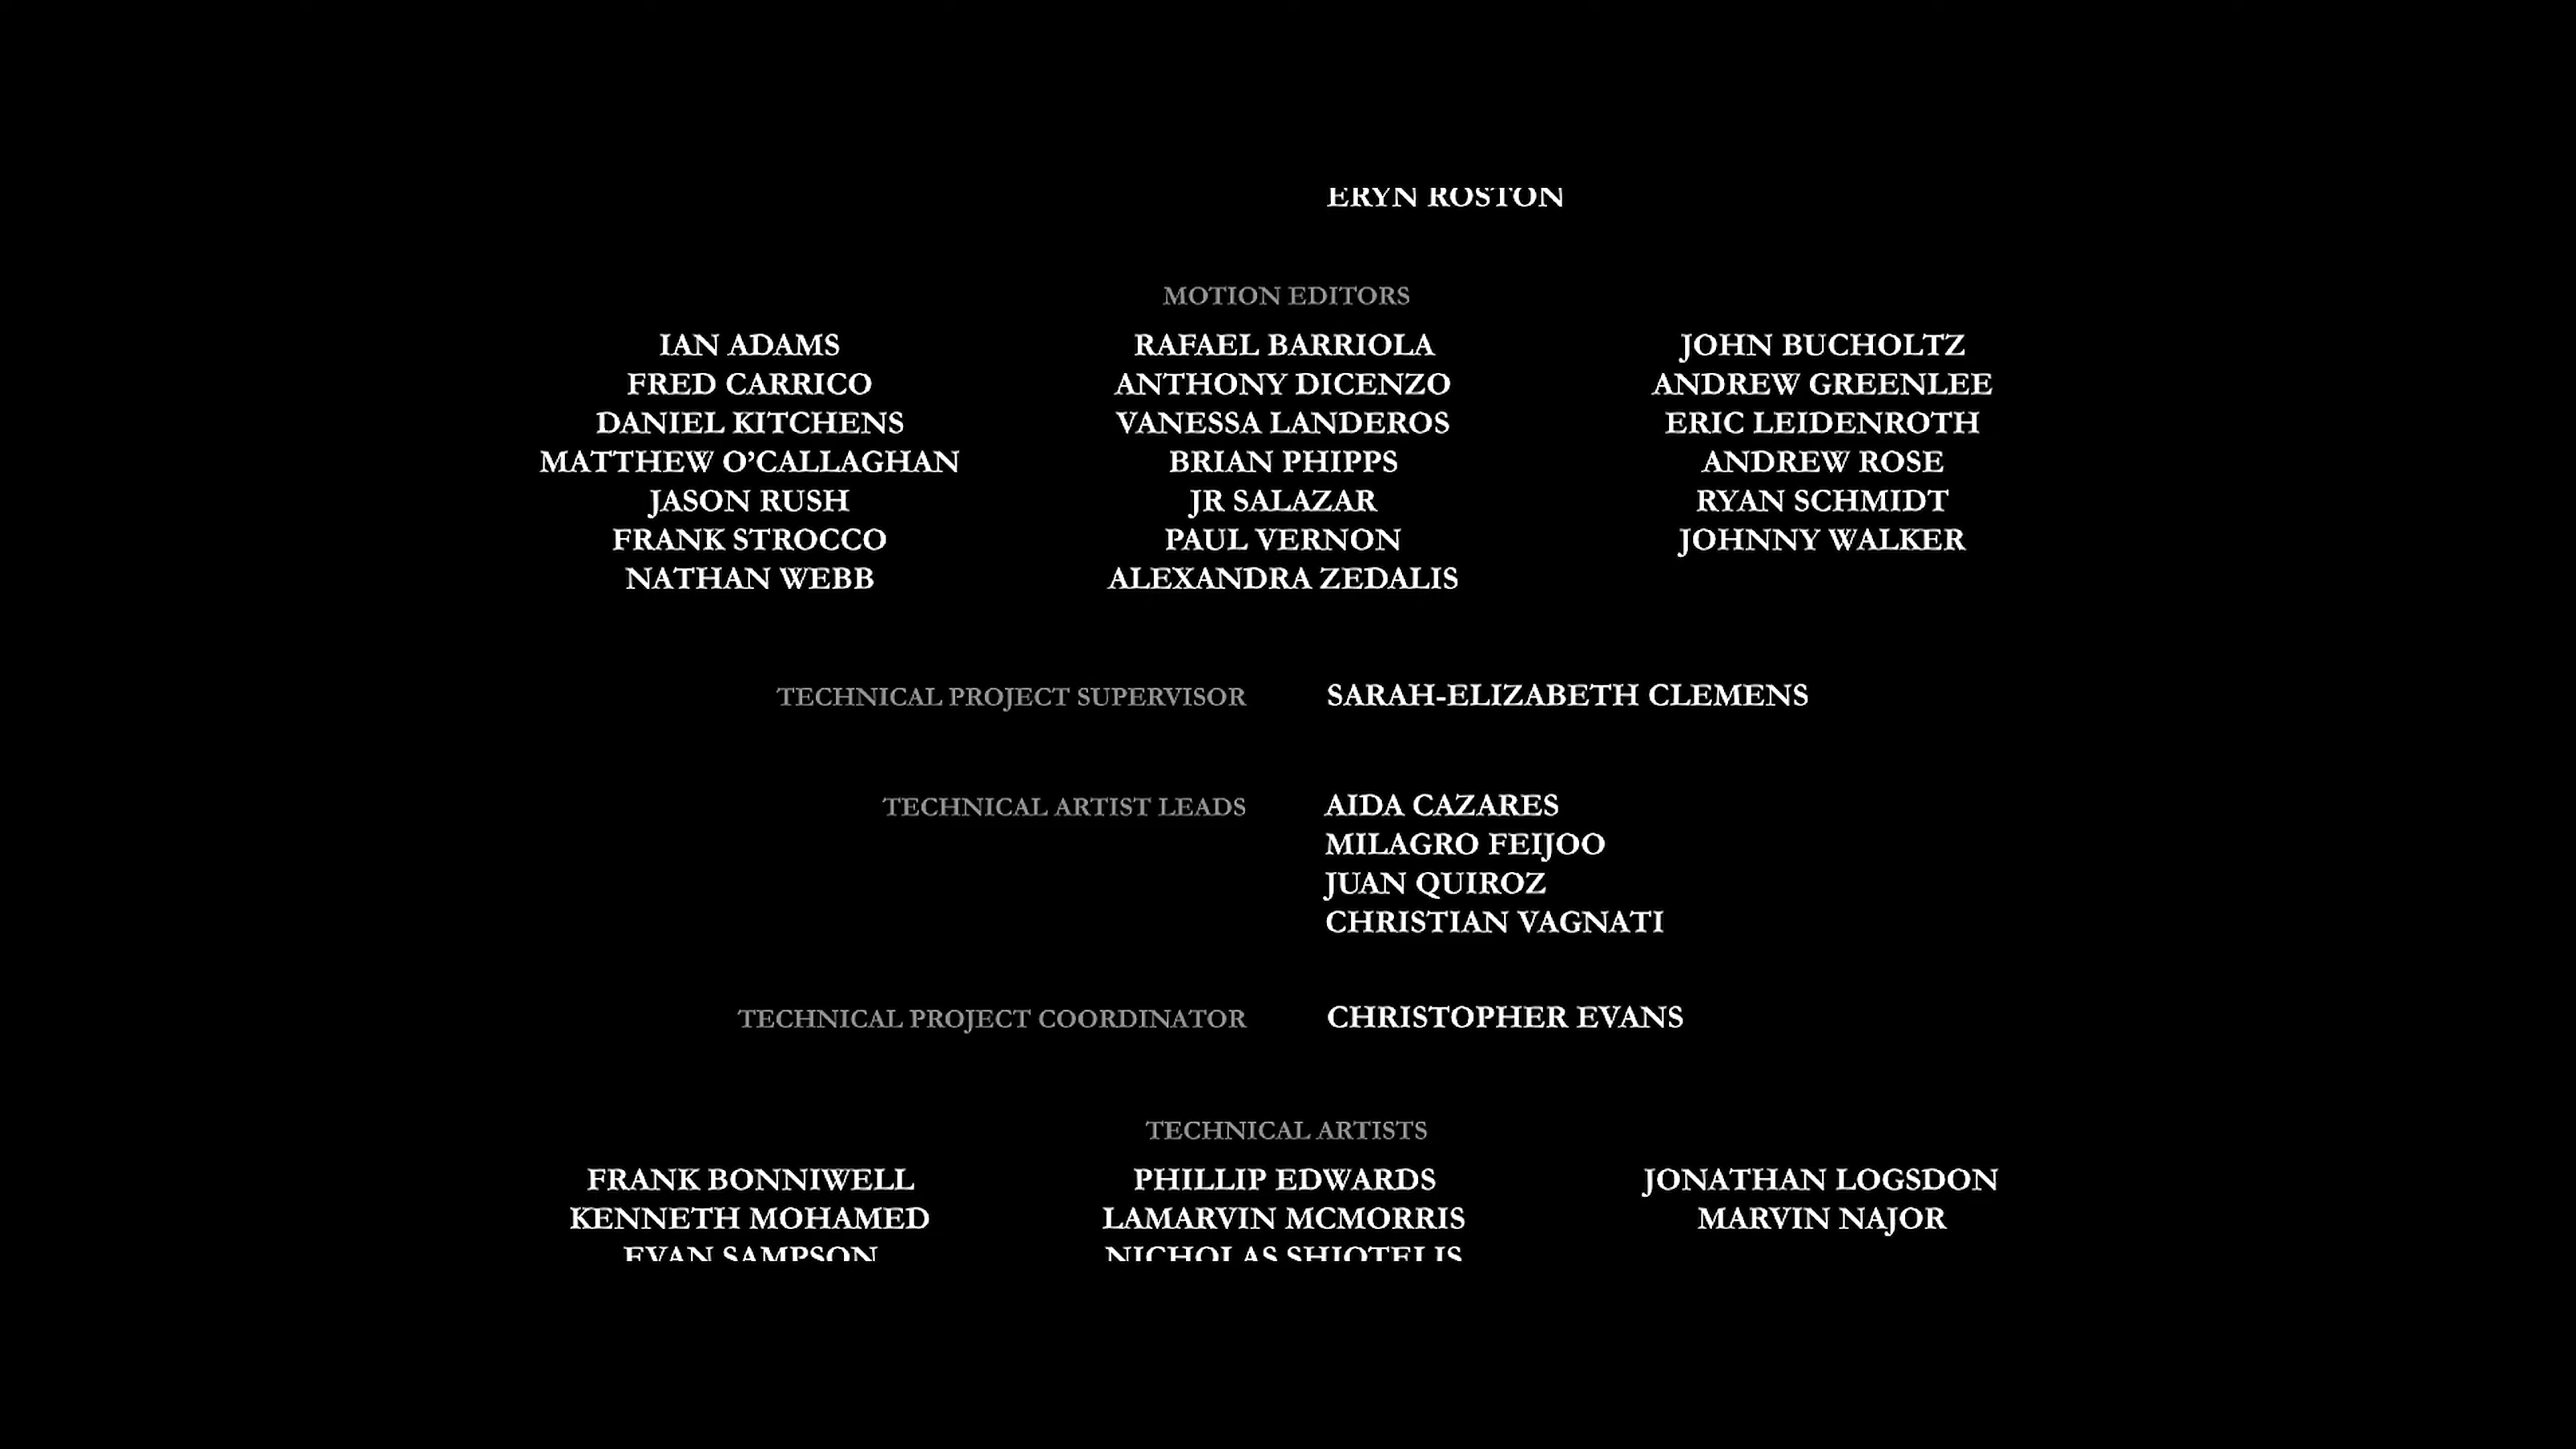 ERYN ROSTON
MOTION EDITORS
IAN ADAMS RAFAEL BARRIOLA JOHN BUCHOLTZ
FRED CARRICO ANTHONY DICENZO ANDREW GREENLEE
DANIEL KITCHENS VANESSA LANDEROS ERIC LEIDENROTH
MATTHEW O’CALLAGHAN BRIAN PHIPPS ANDREW ROSE
JASON RUSH JR SALAZAR RYAN SCHMIDT
FRANK STROCCO PAUL VERNON JOHNNY WALKER
NATHAN WEBB ALEXANDRA ZEDALIS
TECHNICAL PROJECT SUPERVISOR SARAH-ELIZABETH CLEMENS
TECHNICAL ARTIST LEADS AIDA CAZARES
MILAGRO FEIJOO
JUAN QUIROZ
CHRISTIAN VAGNATI
TECHNICAL PROJECT COORDINATOR CHRISTOPHER EVANS
TECHNICAL ARTISTS
FRANK BONNIWELL PHILLIP EDWARDS JONATHAN LOGSDON
KENNETH MOHAMED LAMARVIN MCMORRIS MARVIN NAJOR
EVAN SAMPSON NICHOLAS SHIOTELIS